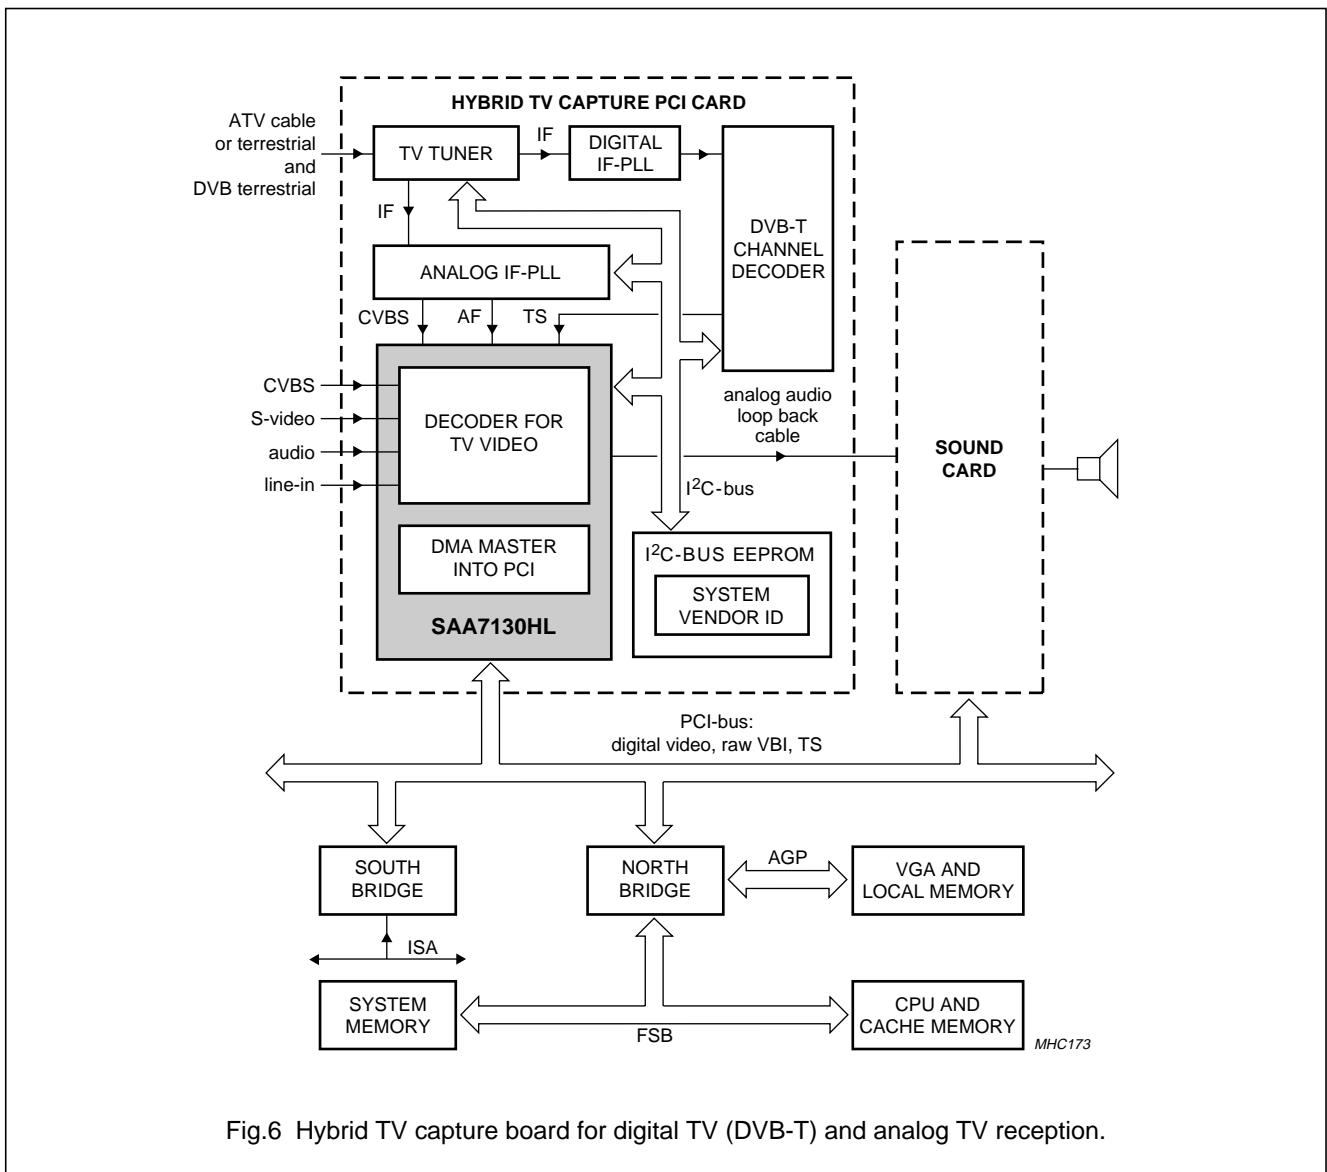 HYBRID TV CAPTURE PCI CARD
ATV cable
or terrestrial
and
DVB terrestrial
TV TUNER
IF
DIGITAL
IF-PLL
IF
DVB-T
CHANNEL
DECODER
ANALOG IF-PLL
CVBS
AF
TS
CVBS
S-video
audio
line-in
DECODER FOR
TV VIDEO
analog audio
loop back
cable
SOUND
CARD
I2C-bus
DMA MASTER
INTO PCI
SAA7130HL
I2C-BUS EEPROM
SYSTEM
VENDOR ID
PCI-bus:
digital video, raw VBI, TS
SOUTH
BRIDGE
NORTH
BRIDGE
AGP
VGA AND
LOCAL MEMORY
ISA
SYSTEM
MEMORY
FSB
CPU AND
CACHE MEMORY
MHC173
Fig.6 Hybrid TV capture board for digital TV (DVB-T) and analog TV reception.